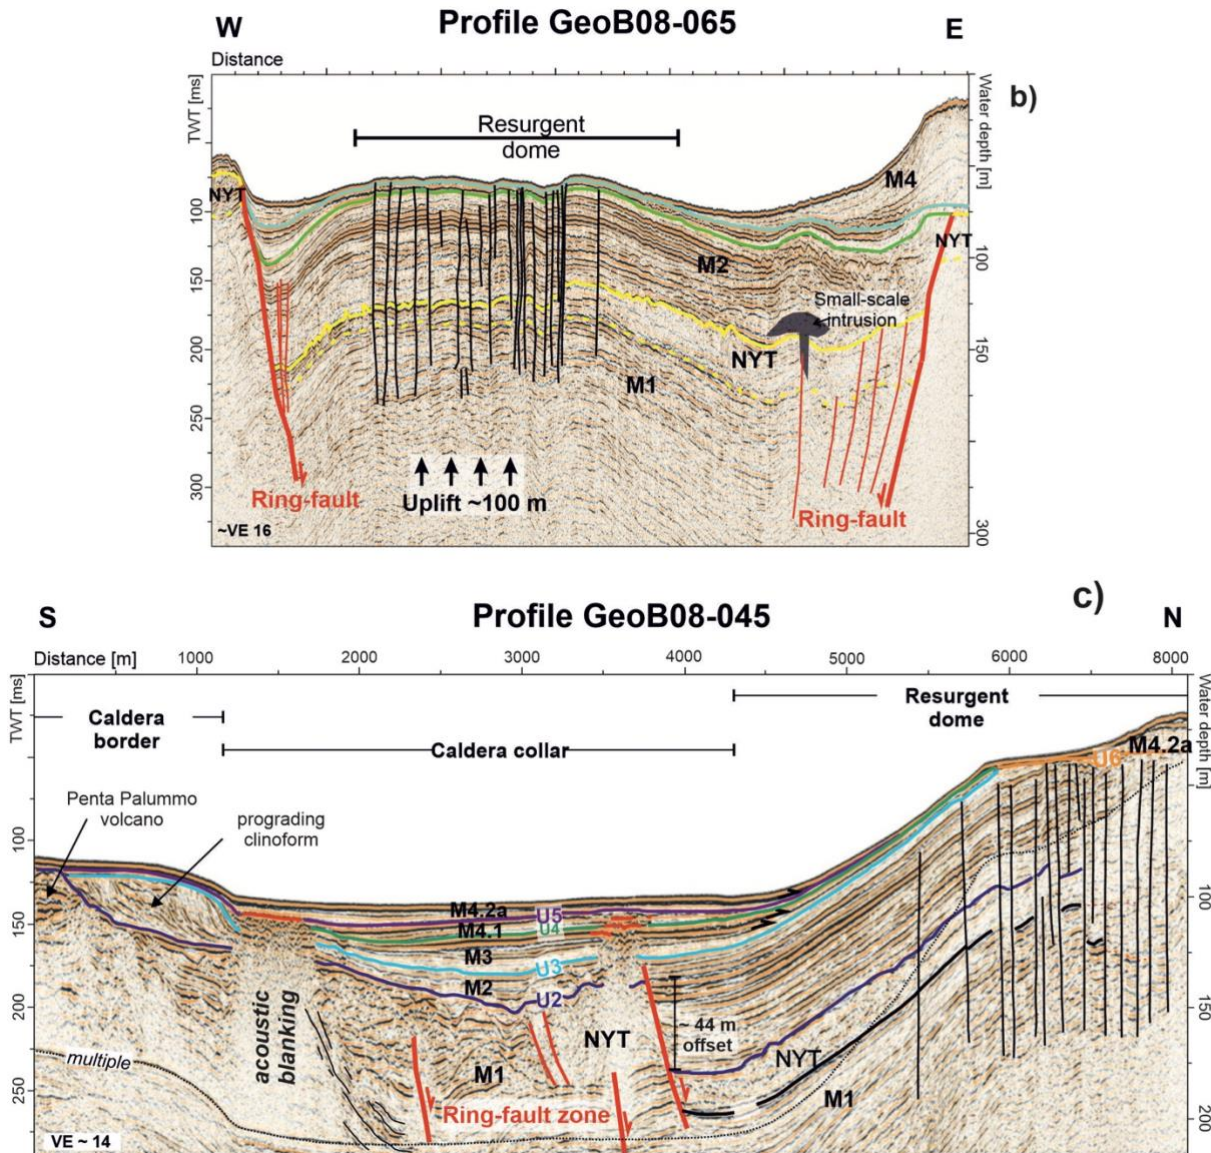 W
Profile GeoB08-065
E
Distance
b)
TWT [ms]
Water depth [m]
Resurgent
dome
M4
NYT
NYT
100
150
200
250
300
100
150
300
M2
Small-scale
intrusion
NYT
M1
Uplift ~100 m
Ring-fault
Ring-fault
~VE 16
c)
S
Profile GeoB08-045
N
Distance [m]
1000
2000
3000
4000
5000
6000
7000
8000
TWT [ms]
Water depth [m]
Caldera
border
Caldera collar
Resurgent
dome
M4.2a
U6
Penta Palummo
volcano
prograding
clinoform
100
150
200
250
100
150
200
M4.2a
U5
M4.1
U4
M3
U3
M2
U2
acoustic
blanking
NYT
~ 44 m
offset
NYT
M1
M1
multiple
Ring-fault zone
VE ~ 14